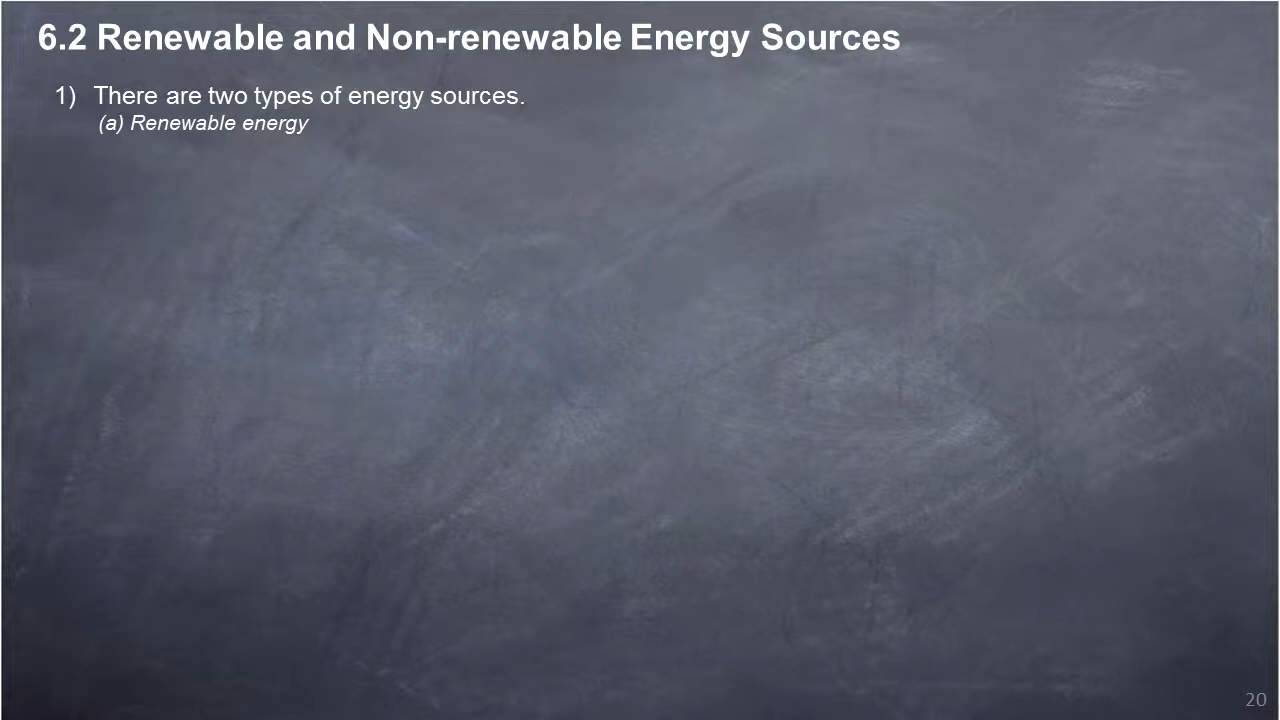 6.2 Renewable and Non-renewable Energy Sources
1) There are two types of energy sources.
(a) Renewable energy
20